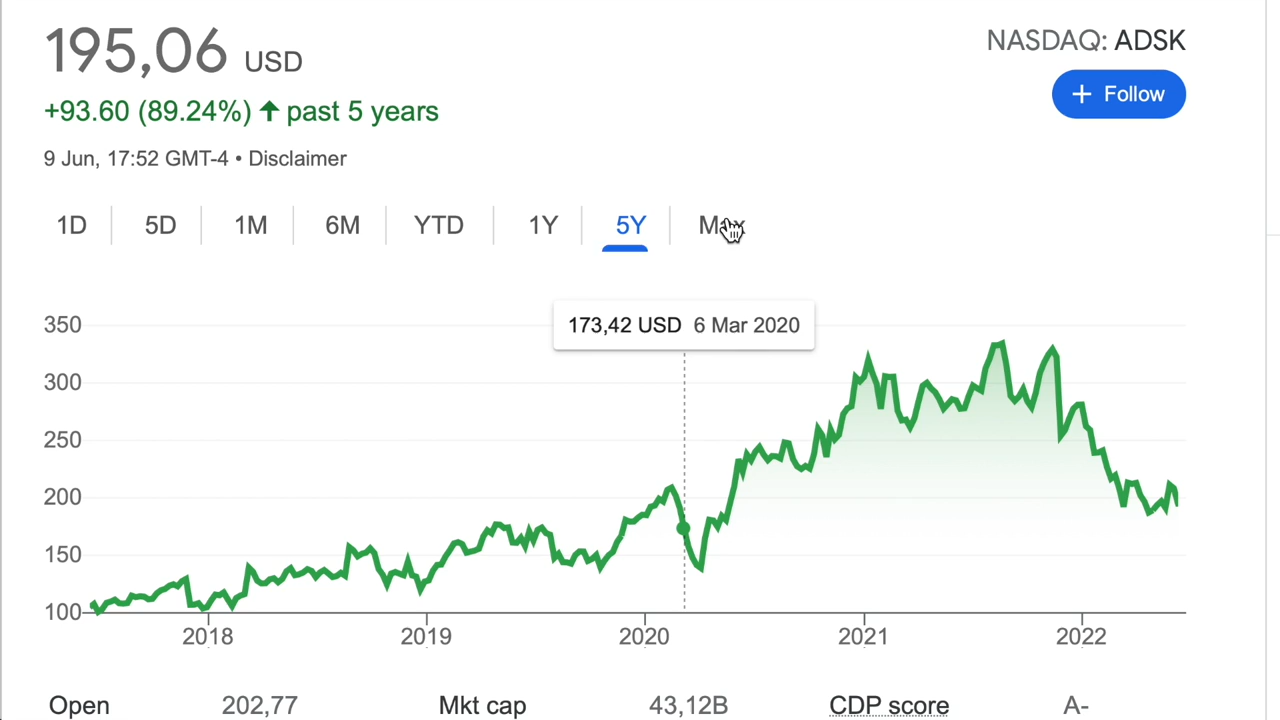 195,06 USD
NASDAQ: ADSK
+93.60 (89.24%) ↑ past 5 years
+ Follow
9 Jun, 17:52 GMT-4 • Disclaimer
1D 5D 1M 6M YTD 1Y 5Y Max
173,42 USD 6 Mar 2020
350
300
250
200
150
100
2018 2019 2020 2021 2022
Open 202,77 Mkt cap 43,12B CDP score A-